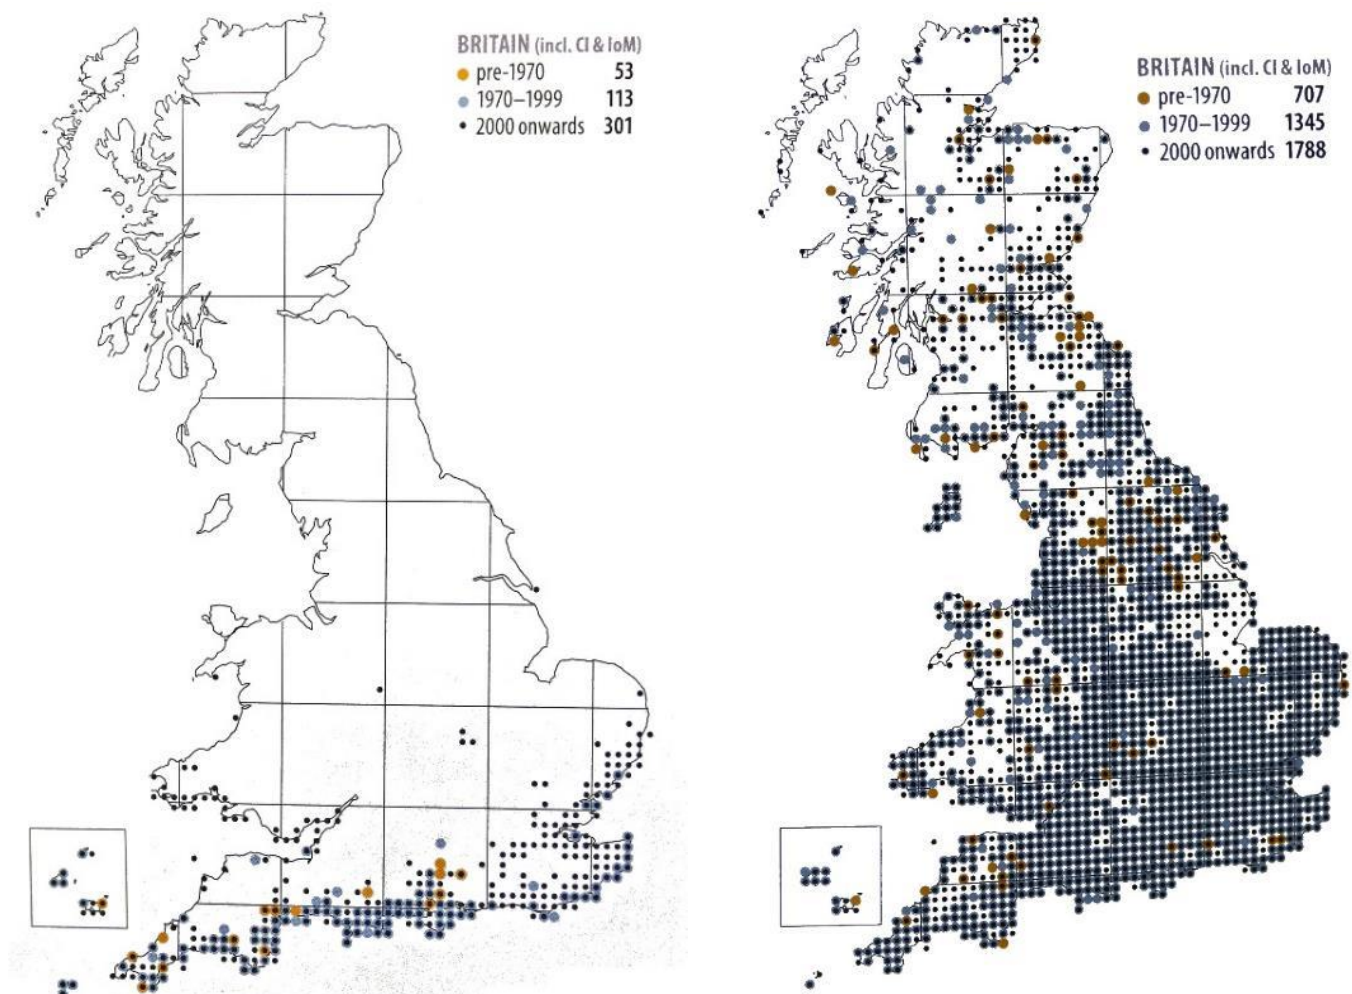 BRITAIN (incl. CI & IoM)
pre-1970 53
1970–1999 113
2000 onwards 301
BRITAIN (incl. CI & IoM)
pre-1970 707
1970–1999 1345
2000 onwards 1788